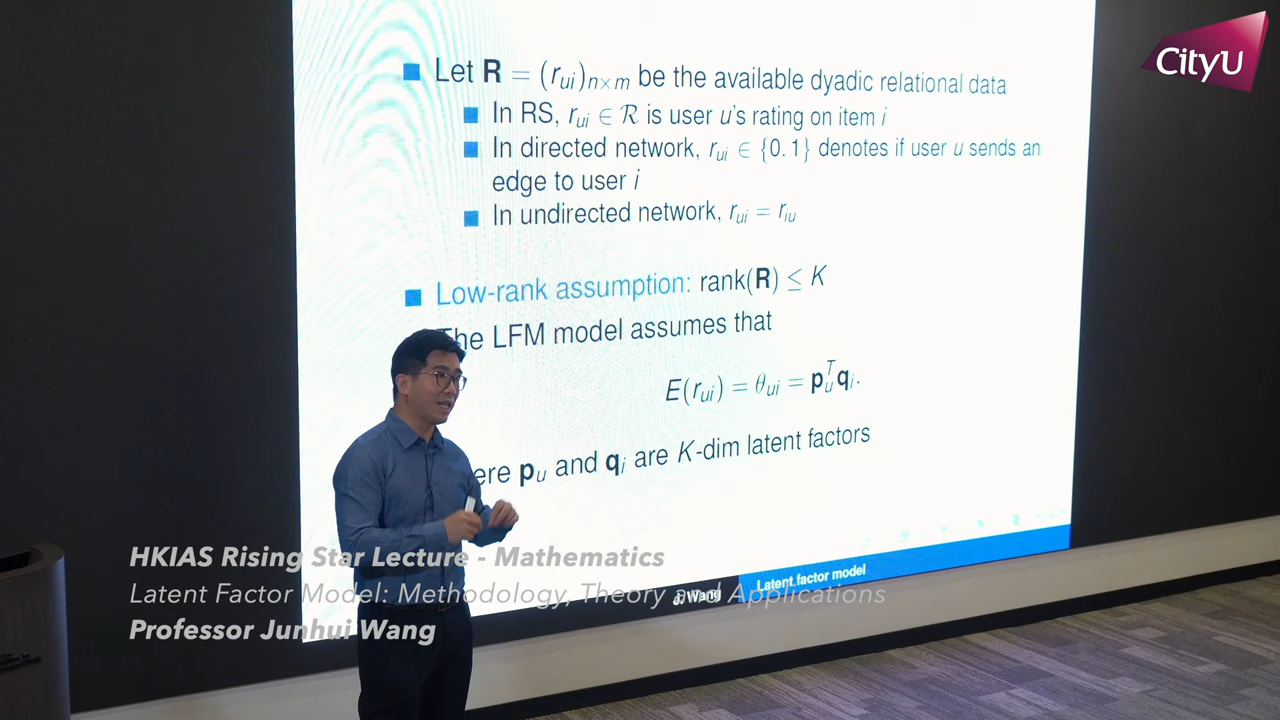 CityU
Let R = (r_ui)_n×m be the available dyadic relational data
In RS, r_ui ∈ ℛ is user u's rating on item i
In directed network, r_ui ∈ {0, 1} denotes if user u sends an
edge to user i
In undirected network, r_ui = r_iu
Low-rank assumption: rank(R) ≤ K
The LFM model assumes that
E(r_ui) = θ_ui = p_u^T q_i.
ere p_u and q_i are K-dim latent factors
J. Wang
Latent factor model
HKIAS Rising Star Lecture - Mathematics
Latent Factor Model: Methodology, Theory and Applications
Professor Junhui Wang